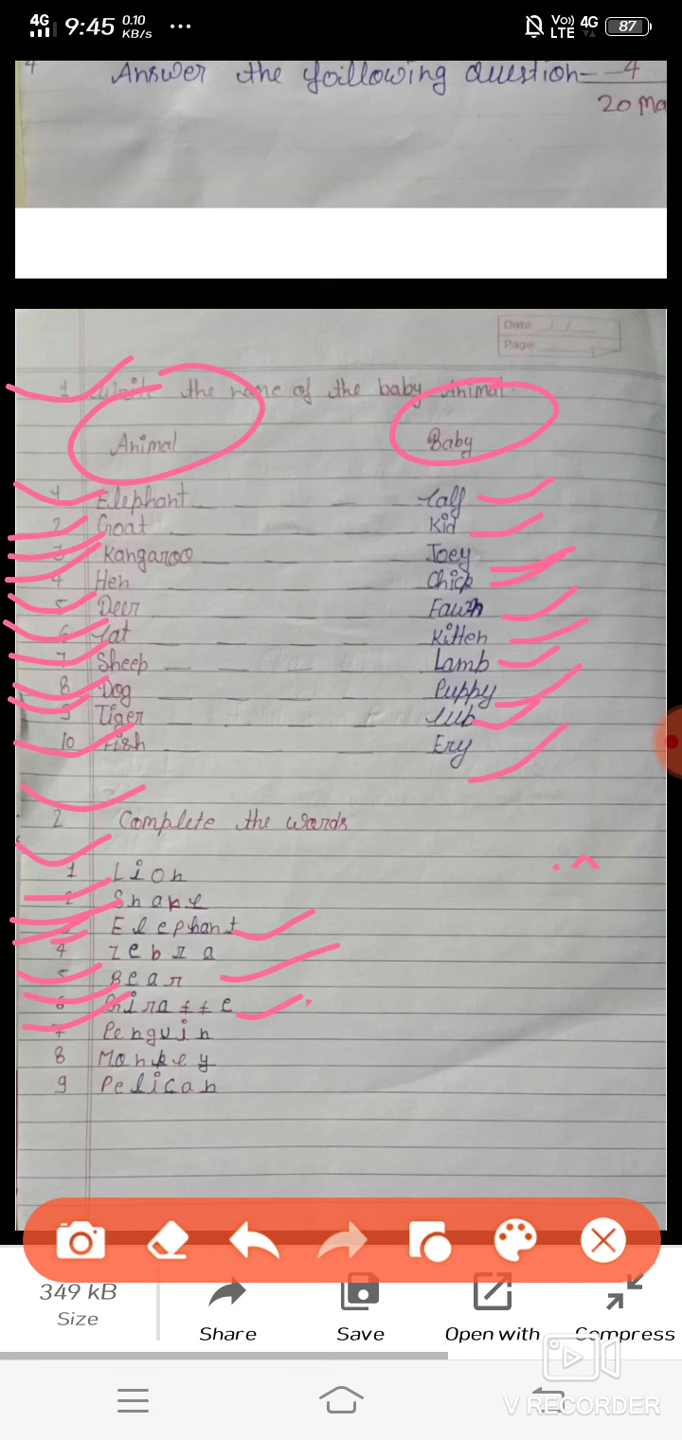 4G 9:45 0.10 KB/s ... Vo)) LTE 4G 87
4 Answer the foillowing question- 4
20 Ma
Date / /
Page
1 Write the name of the baby Animal.
Animal Baby
1 Elephant Calf
2 Goat Kid
3 Kangaroo Joey
4 Hen Chick
5 Deer Fawn
6 Cat Kitten
7 Sheep Lamb
8 Dog Puppy
9 Tiger Cub
10 Fish Ery
2 Complete the wards
1 Lion
2 Snake
3 Elephant
4 Zebra
5 Bear
6 Giraffe
7 Penguin
8 Monkey
9 Pelican
349 kB
Size
Share Save Open with Compress
V RECORDER